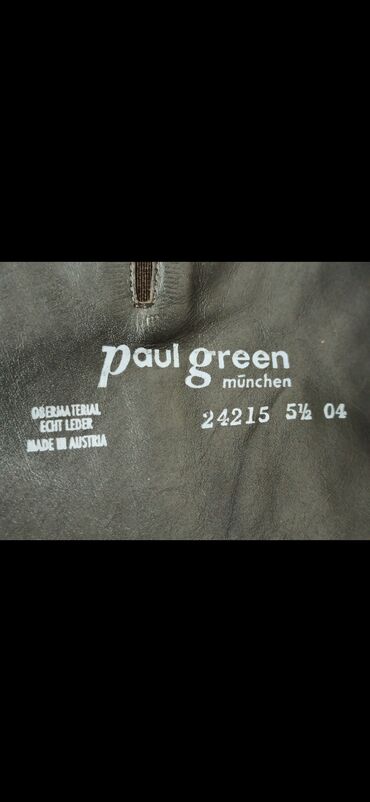 paul green
münchen
OBERMATERIAL
ECHT LEDER
MADE IN AUSTRIA
24215 5½ 04